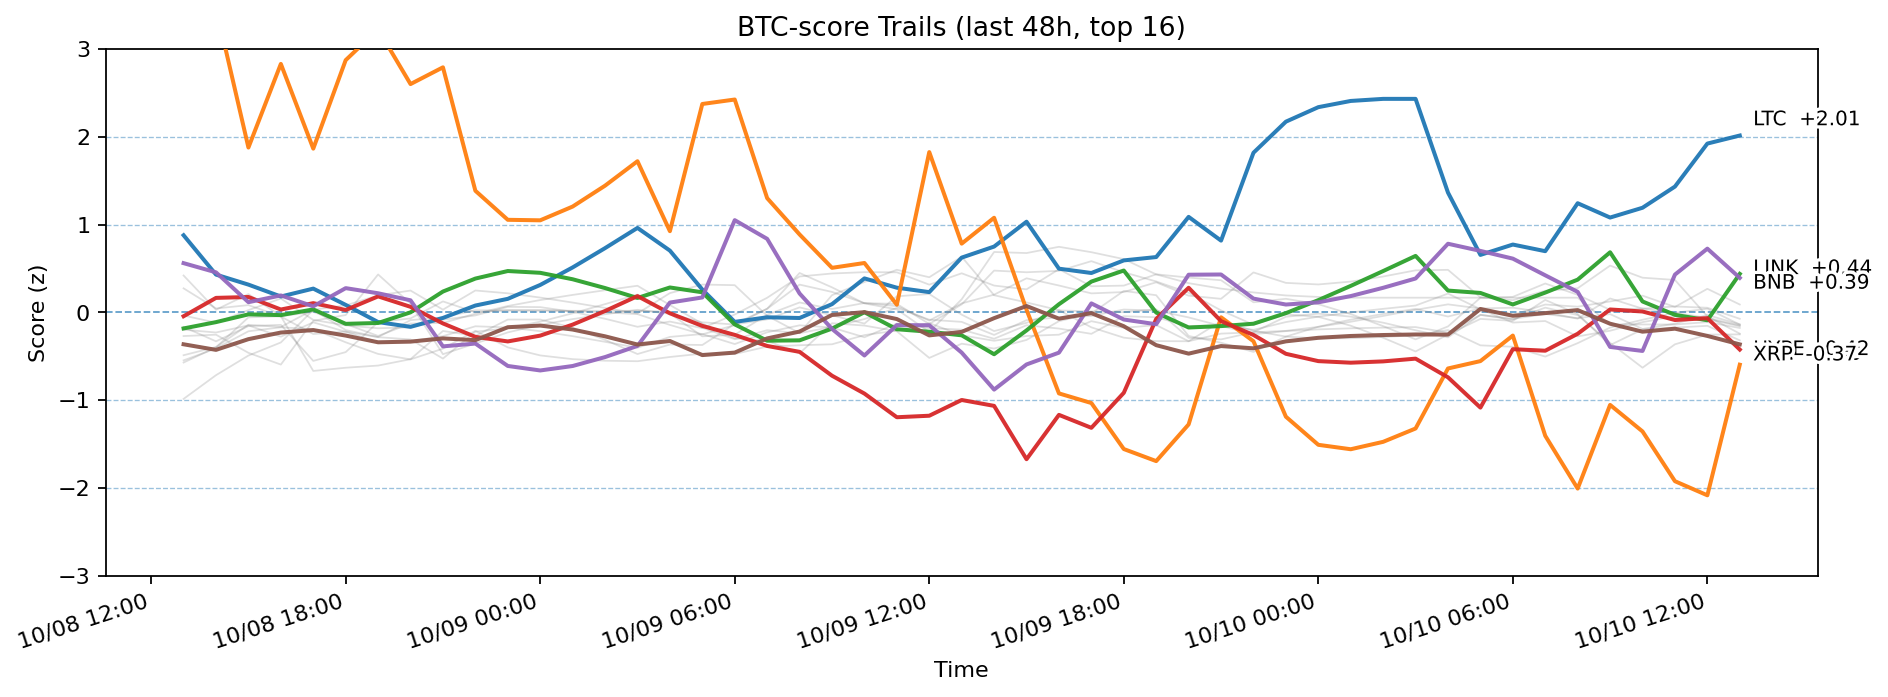 BTC-score Trails (last 48h, top 16)
3
2
1
0
−1
−2
−3
Score (z)
LTC +2.01
LINK +0.44
BNB +0.39
XRP -0.37
10/08 12:00
10/08 18:00
10/09 00:00
10/09 06:00
10/09 12:00
10/09 18:00
10/10 00:00
10/10 06:00
10/10 12:00
Time